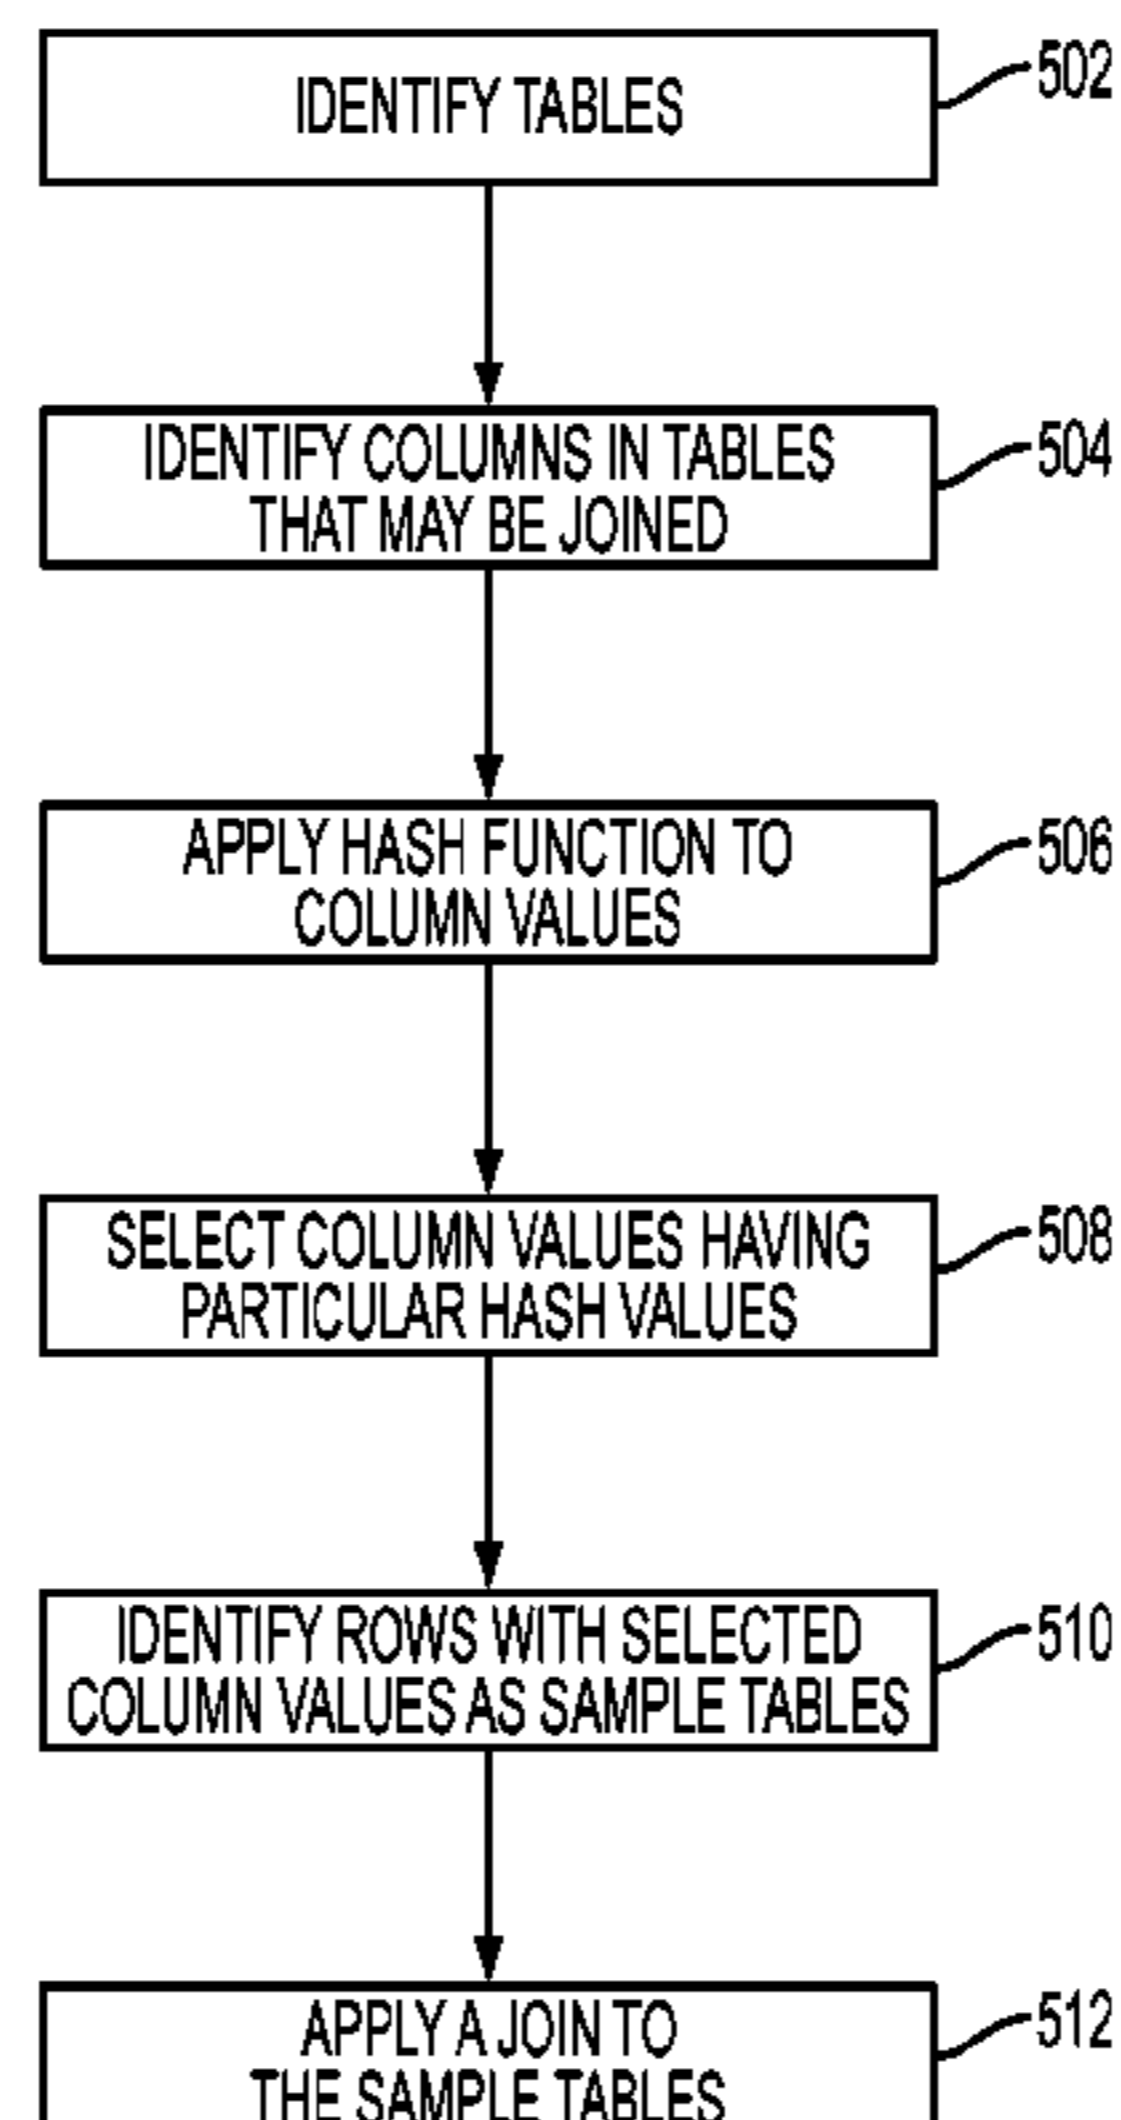 IDENTIFY TABLES
502
IDENTIFY COLUMNS IN TABLES
THAT MAY BE JOINED
504
APPLY HASH FUNCTION TO
COLUMN VALUES
506
SELECT COLUMN VALUES HAVING
PARTICULAR HASH VALUES
508
IDENTIFY ROWS WITH SELECTED
COLUMN VALUES AS SAMPLE TABLES
510
APPLY A JOIN TO
THE SAMPLE TABLES
512